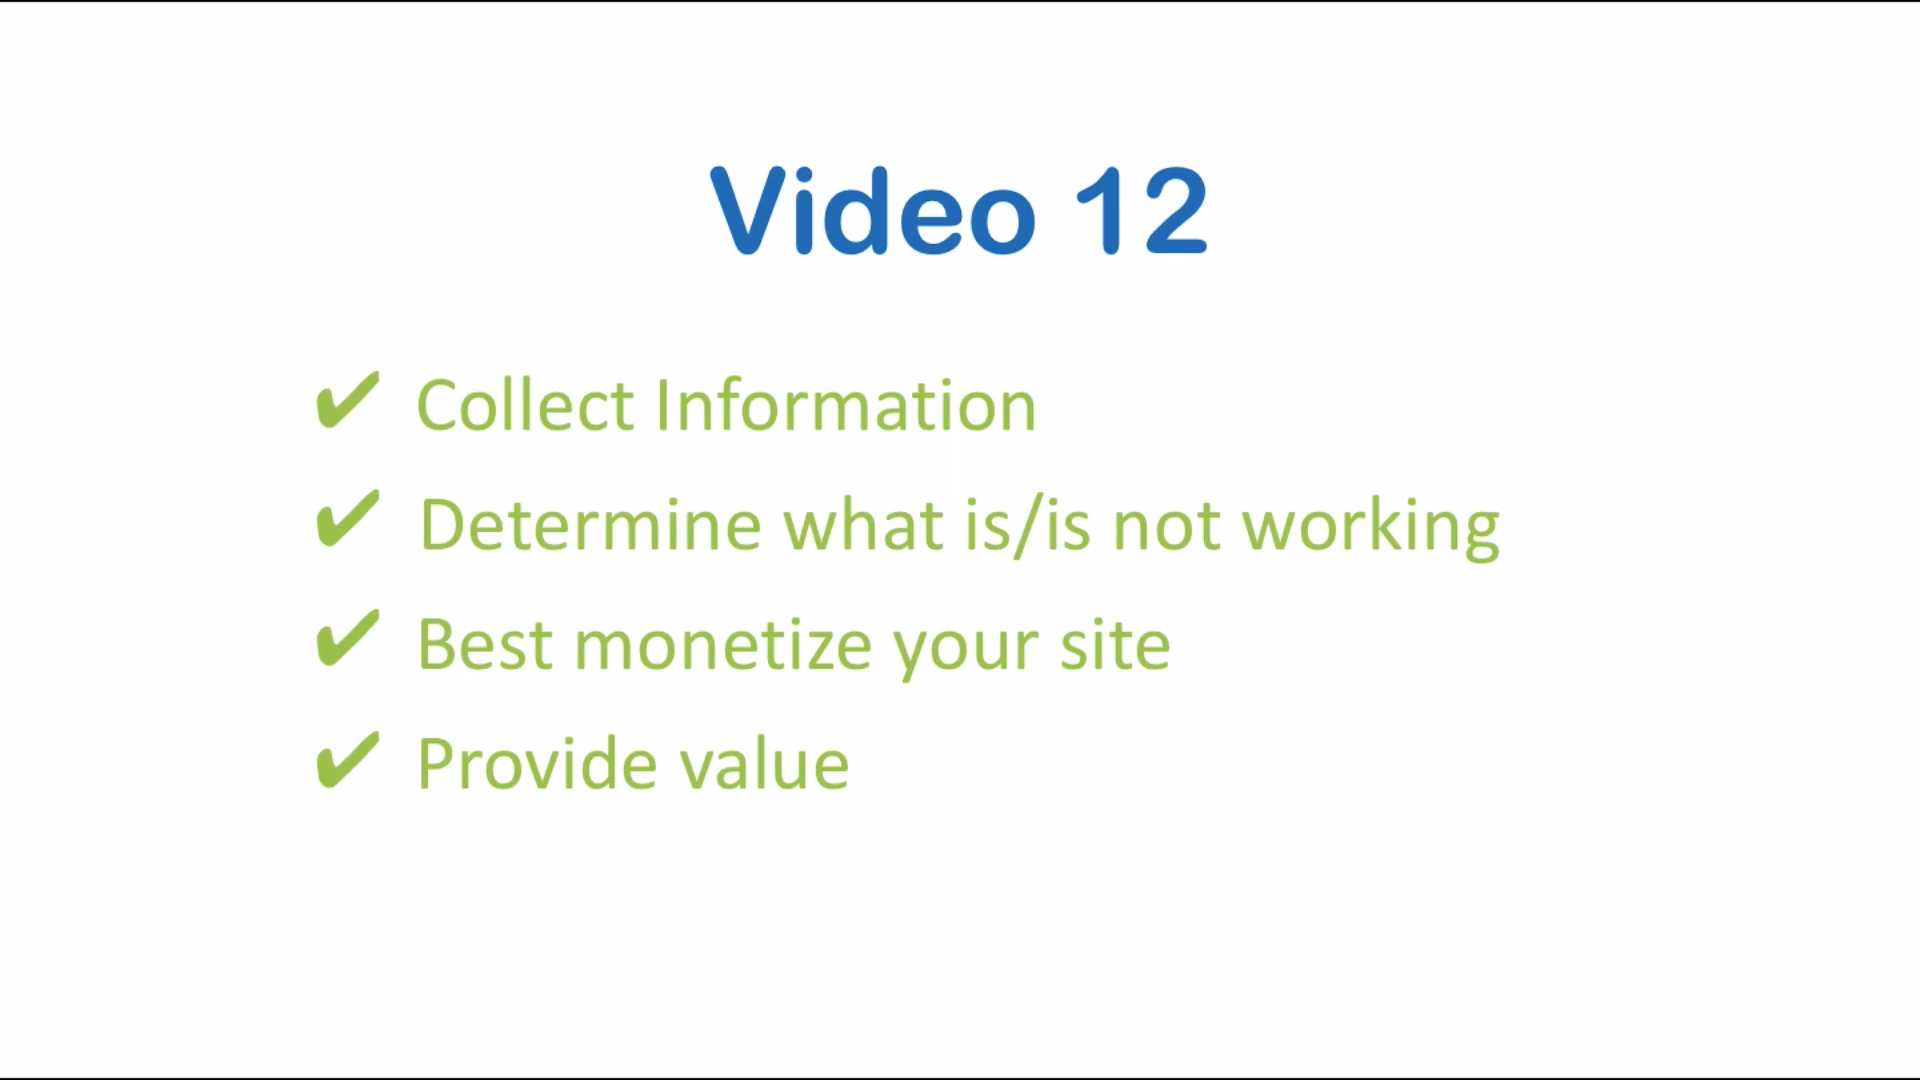 Video 12
✔ Collect Information
✔ Determine what is/is not working
✔ Best monetize your site
✔ Provide value